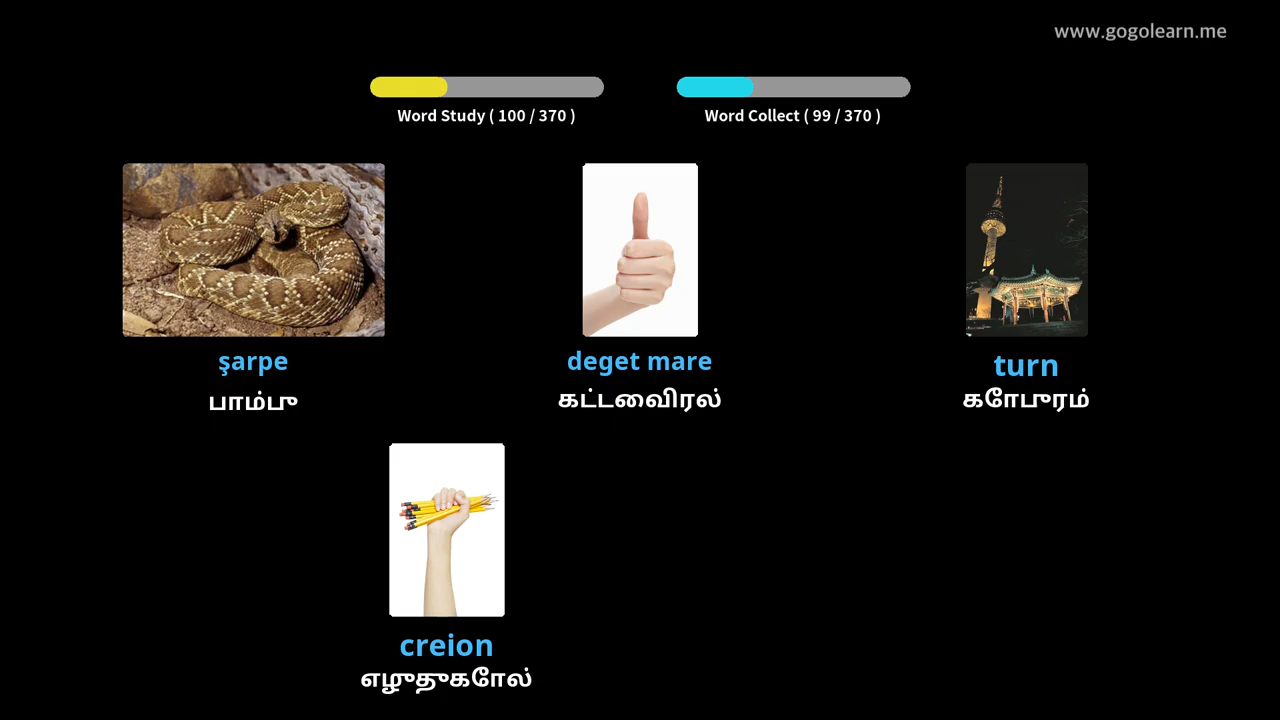 www.gogolearn.me
Word Study ( 100 / 370 )
Word Collect ( 99 / 370 )
şarpe
பாம்பு
deget mare
கட்டைவிரல்
turn
கோபுரம்
creion
எழுதுகோல்